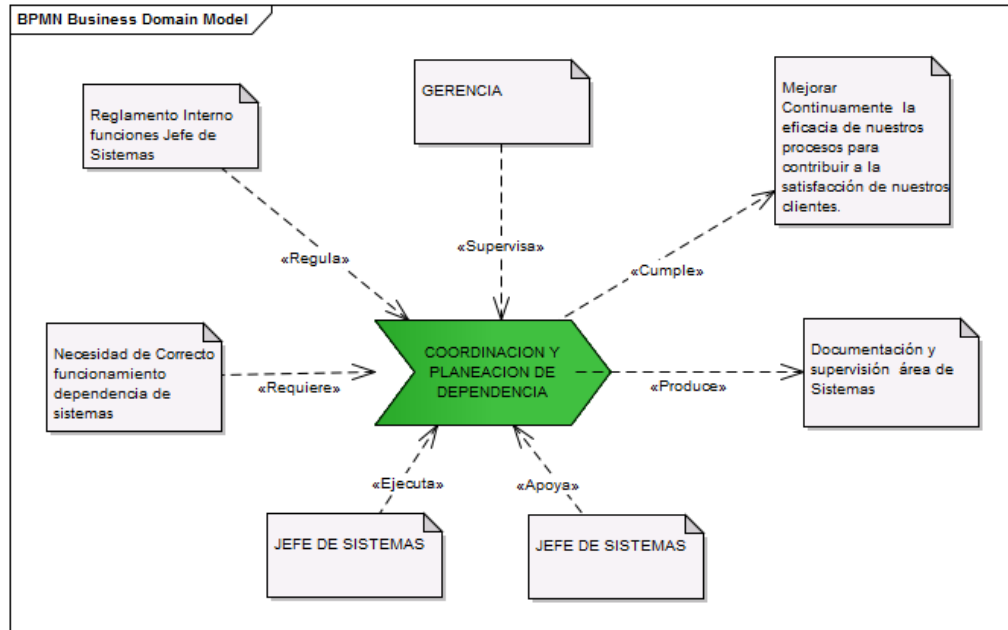 BPMN Business Domain Model
Reglamento Interno
funciones Jefe de
Sistemas
GERENCIA
Mejorar
Continuamente la
eficacia de nuestros
procesos para
contribuir a la
satisfacción de nuestros
clientes.
«Regula»
«Supervisa»
«Cumple»
Necesidad de Correcto
funcionamiento
dependencia de
sistemas
«Requiere»
COORDINACION Y
PLANEACION DE
DEPENDENCIA
«Produce»
Documentación y
supervisión área de
Sistemas
«Ejecuta»
«Apoya»
JEFE DE SISTEMAS
JEFE DE SISTEMAS